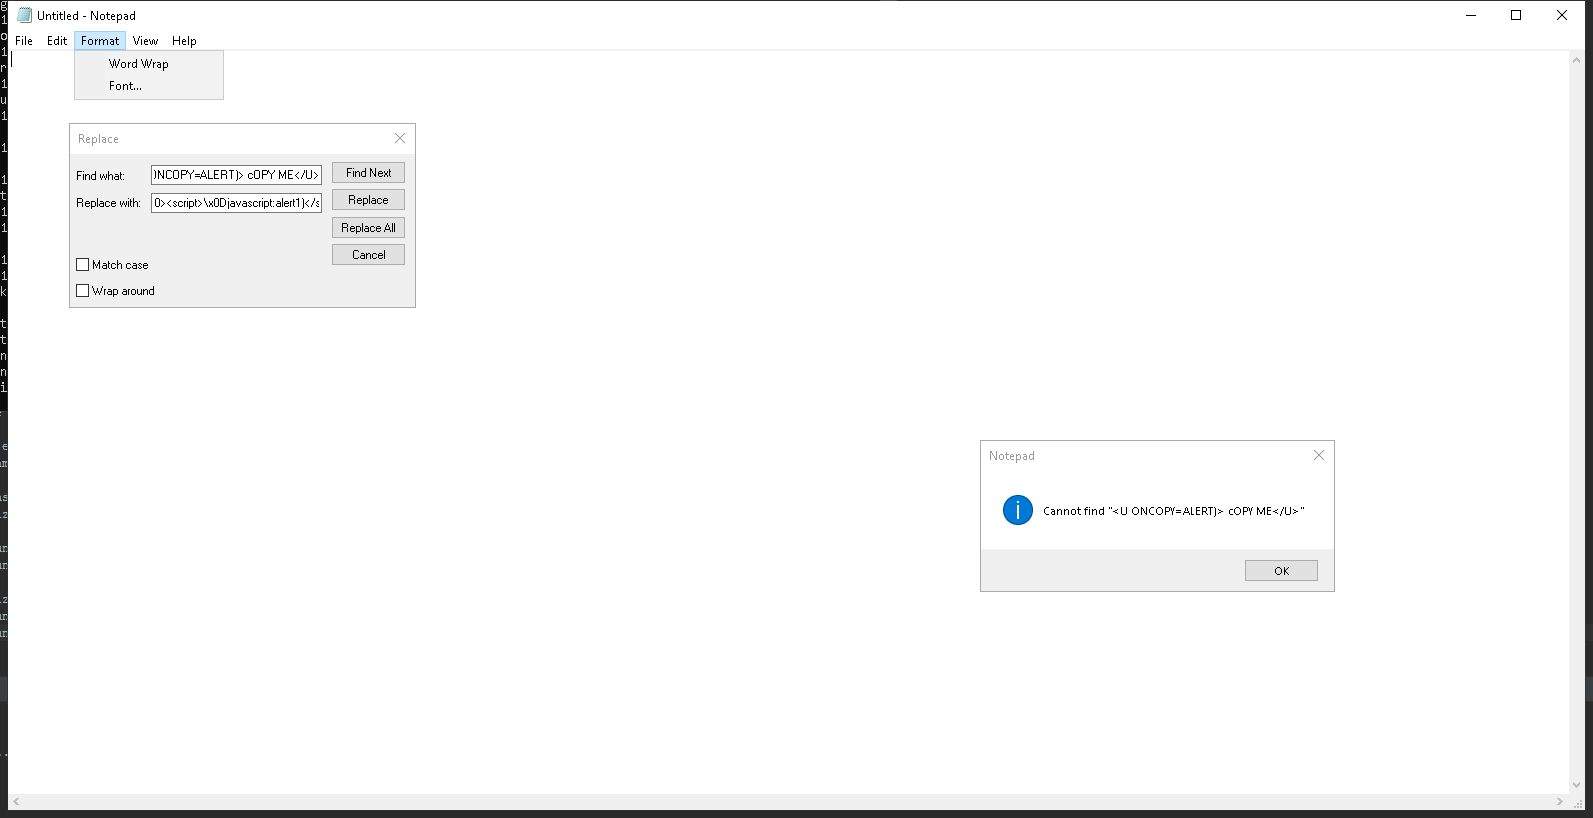 Untitled - Notepad
File Edit Format View Help
Word Wrap
Font...
Replace
Find what: )NCOPY=ALERT)> cOPY ME</U> Find Next
Replace with: 0><script>\x0Djavascript:alert1)</s Replace
Replace All
Cancel
Match case
Wrap around
Notepad
Cannot find "<U ONCOPY=ALERT)> cOPY ME</U>"
OK